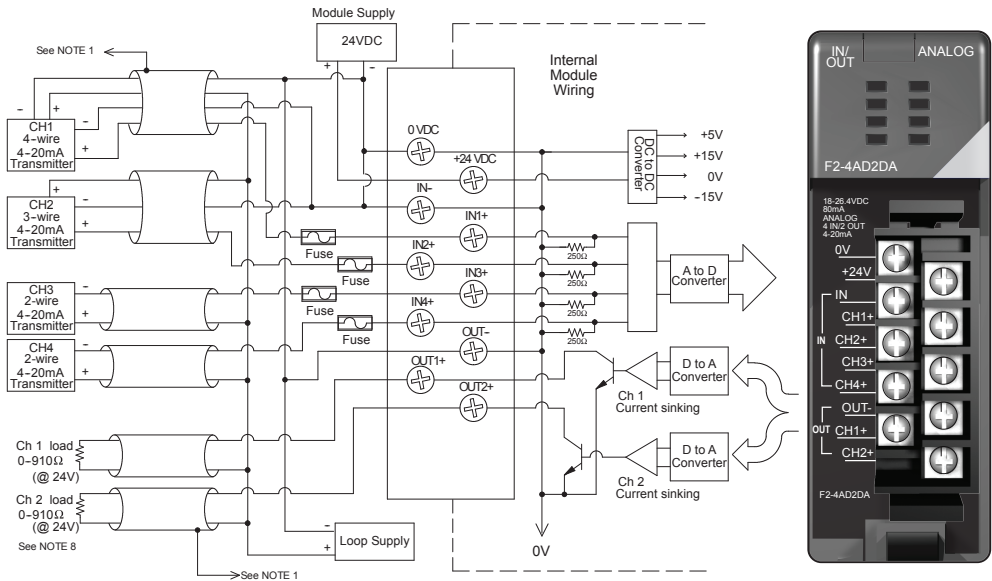 Module Supply
24VDC
+ -
See NOTE 1
Internal
Module
Wiring
- +
CH1
4-wire
4-20mA
Transmitter
-
+
0 VDC
+24 VDC
DC to DC
Converter
+5V
+15V
0V
-15V
+
CH2
3-wire
4-20mA
Transmitter
-
+
IN-
IN1+
Fuse
IN2+
Fuse
250Ω
250Ω
250Ω
250Ω
A to D
Converter
CH3
2-wire
4-20mA
Transmitter
-
+
IN3+
Fuse
IN4+
Fuse
CH4
2-wire
4-20mA
Transmitter
-
+
OUT-
OUT1+
OUT2+
D to A
Converter
Ch 1
Current sinking
D to A
Converter
Ch 2
Current sinking
Ch 1 load
0-910Ω
(@ 24V)
Ch 2 load
0-910Ω
(@ 24V)
See NOTE 8
-
+
Loop Supply
0V
See NOTE 1
IN/
OUT
ANALOG
F2-4AD2DA
18-26.4VDC
80mA
ANALOG
4 IN/2 OUT
4-20mA
0V
+24V
IN
CH1+
IN
CH2+
CH3+
CH4+
OUT-
OUT
CH1+
CH2+
F2-4AD2DA